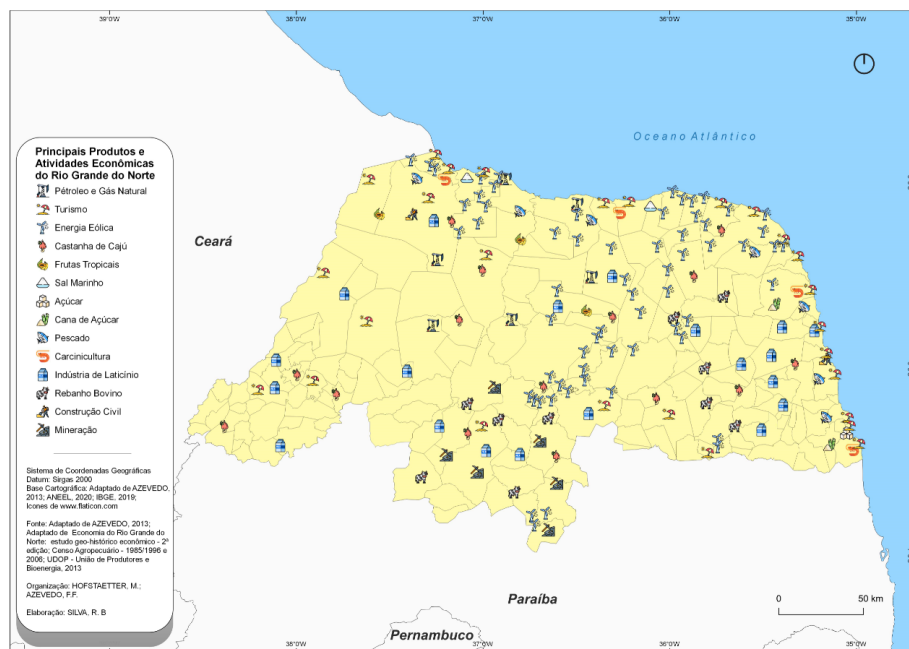 39°0'W
38°0'W
37°0'W
36°0'W
35°0'W
Oceano Atlântico
Principais Produtos e
Atividades Econômicas
do Rio Grande do Norte
Pétroleo e Gás Natural
Turismo
Energia Eólica
Castanha de Cajú
Frutas Tropicais
Sal Marinho
Açúcar
Cana de Açúcar
Pescado
Carcinicultura
Indústria de Laticínio
Rebanho Bovino
Construção Civil
Mineração
Sistema de Coordenadas Geográficas
Datum: Sirgas 2000
Base Cartográfica: Adaptado de AZEVEDO,
2013; ANEEL, 2020; IBGE, 2019;
Icones de www.flaticon.com
Fonte: Adaptado de AZEVEDO, 2013;
Adaptado de Economia do Rio Grande do
Norte: estudo geo-histórico econômico - 2ª
edição; Censo Agropecuário - 1985/1996 e
2006; UDOP - União de Produtores e
Bioenergia, 2013
Organização: HOFSTAETTER, M.;
AZEVEDO, F.F.
Elaboração: SILVA, R. B
Ceará
Paraíba
Pernambuco
0 50 km
38°0'W
37°0'W
36°0'W
35°0'W